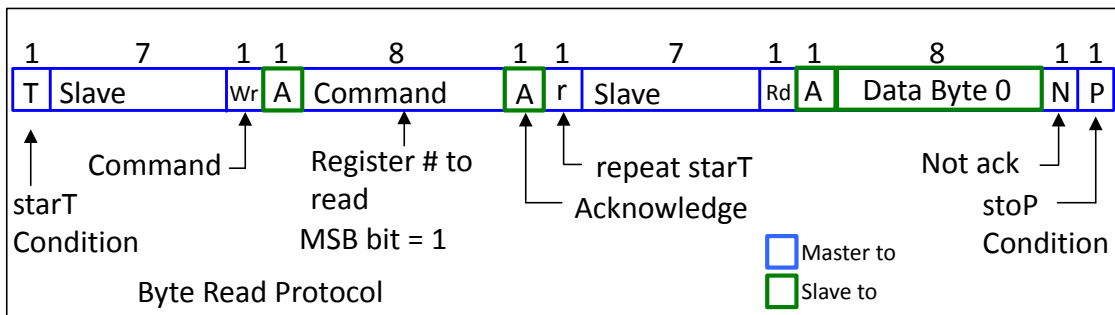 1 7 1 1 8 1 1 7 1 1 8 1 1
T Slave Wr A Command A r Slave Rd A Data Byte 0 N P
Command
Register # to
read
MSB bit = 1
repeat starT
Acknowledge
Not ack
starT
Condition
stoP
Condition
Master to
Slave to
Byte Read Protocol